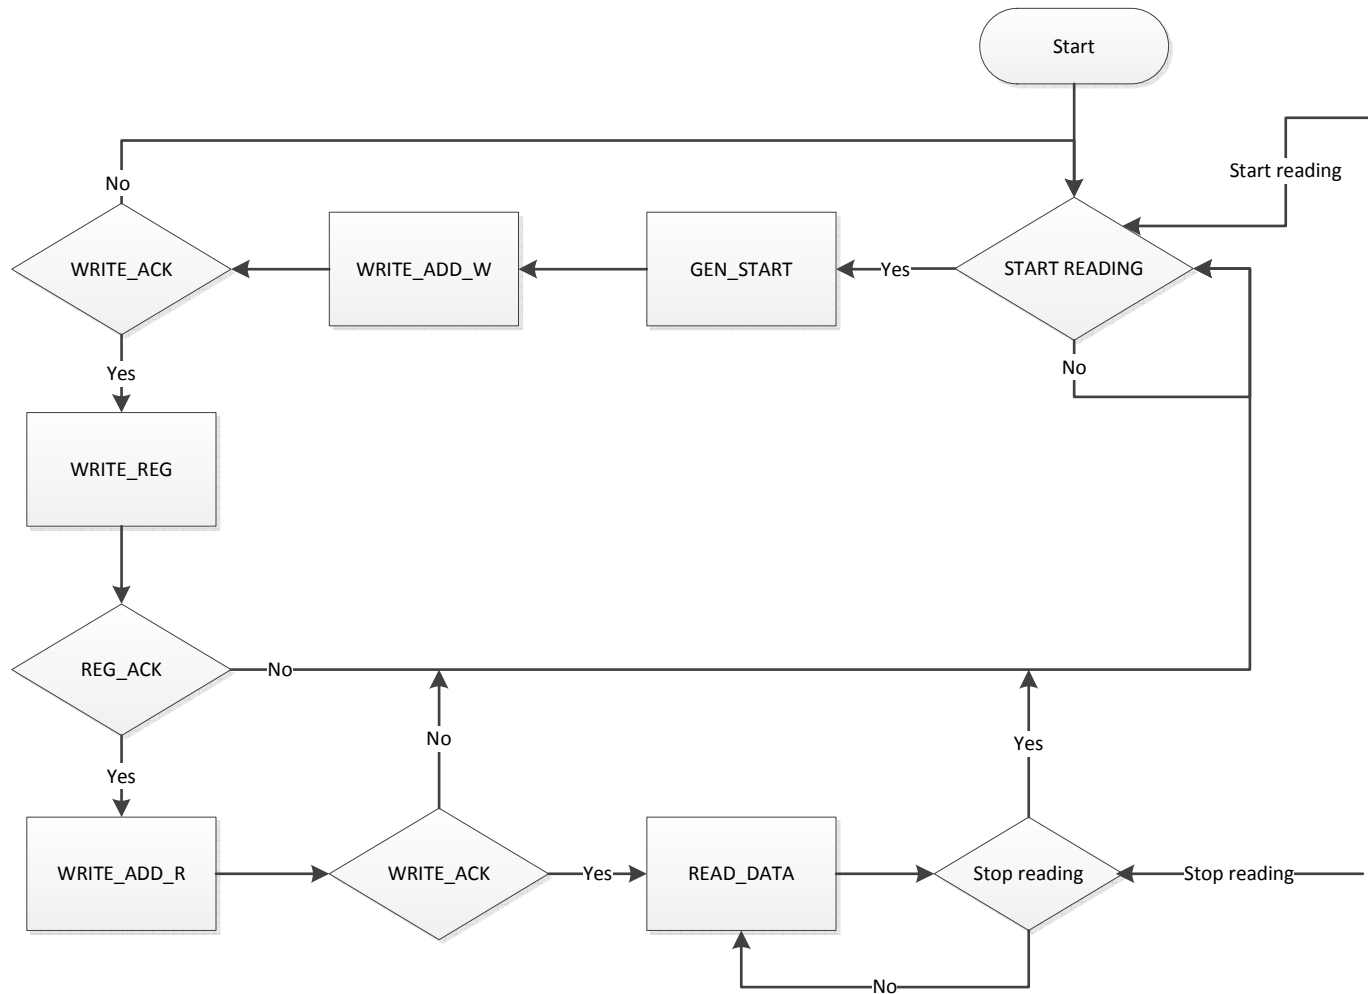 Start
Start reading
No
WRITE_ACK
WRITE_ADD_W
GEN_START
Yes
START READING
Yes
No
WRITE_REG
REG_ACK
No
No
Yes
Yes
WRITE_ADD_R
WRITE_ACK
Yes
READ_DATA
Stop reading
Stop reading
No